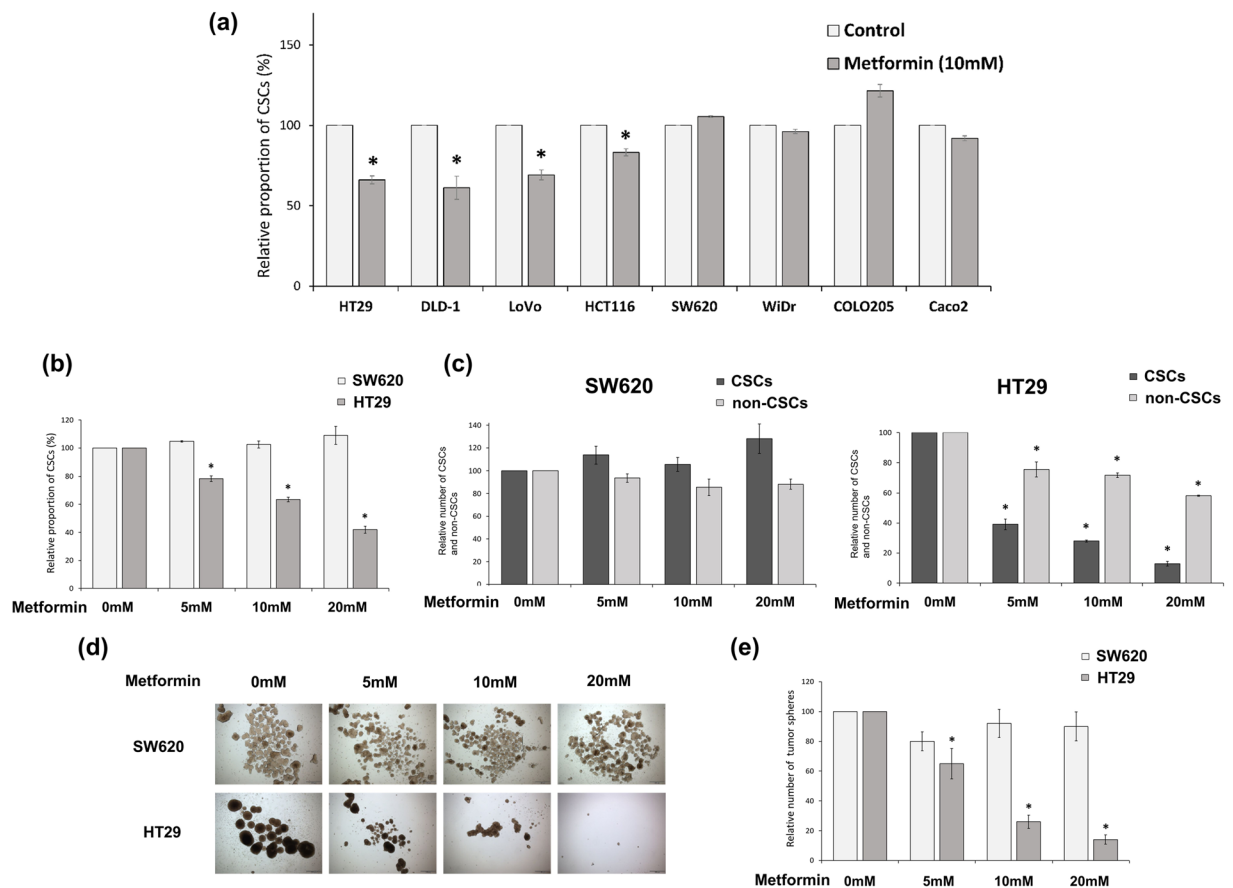 (a)
Relative proportion of CSCs (%)
150
100
50
0
Control
Metformin (10mM)
*
*
*
*
HT29 DLD-1 LoVo HCT116 SW620 WiDr COLO205 Caco2
(b)
SW620
HT29
Relative proportion of CSCs (%)
120
100
80
60
40
20
0
*
*
*
Metformin 0mM 5mM 10mM 20mM
(c)
SW620
CSCs
non-CSCs
Relative number of CSCs
and non-CSCs
140
120
100
80
60
40
20
0
Metformin 0mM 5mM 10mM 20mM
HT29
CSCs
non-CSCs
Relative number of CSCs
and non-CSCs
100
80
60
40
20
0
*
*
*
*
*
*
Metformin 0mM 5mM 10mM 20mM
(d)
Metformin 0mM 5mM 10mM 20mM
SW620
HT29
(e)
SW620
HT29
Relative number of tumor spheres
120
100
80
60
40
20
0
*
*
*
Metformin 0mM 5mM 10mM 20mM